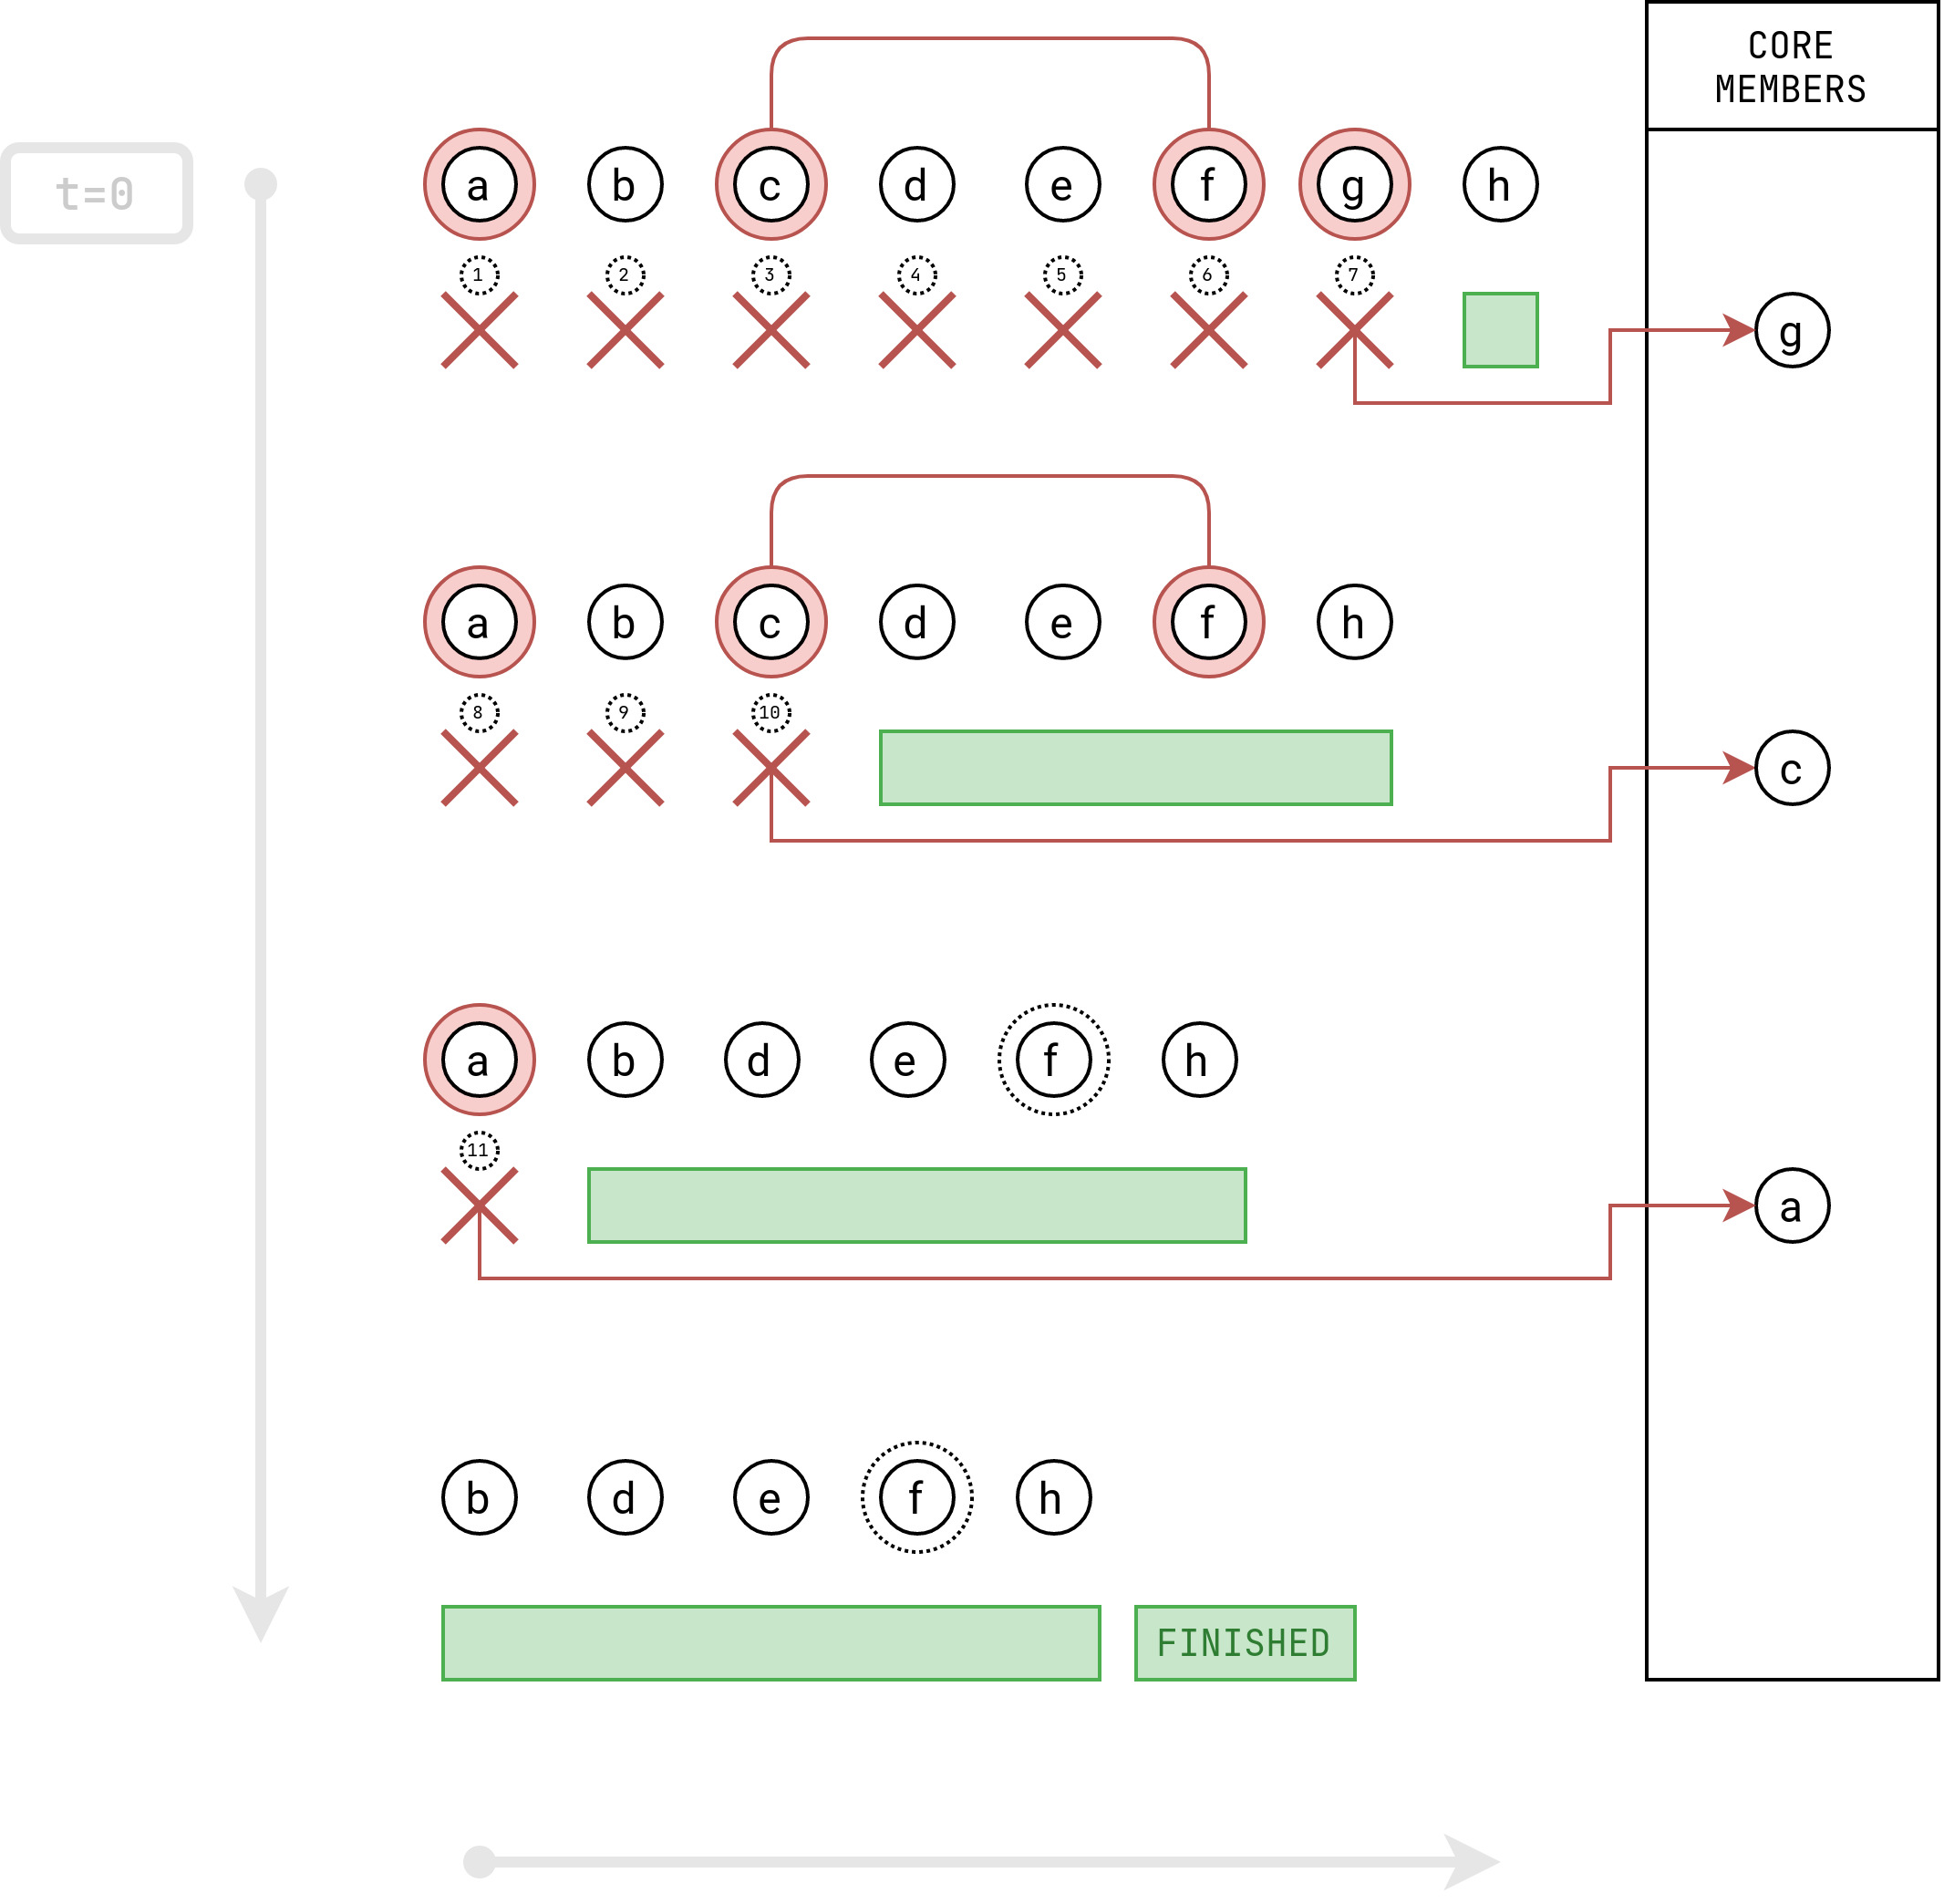 CORE
MEMBERS
t=0
a b c d e f g h
1 2 3 4 5 6 7
g
a b c d e f h
8 9 10
c
a b d e f h
11
a
b d e f h
FINISHED